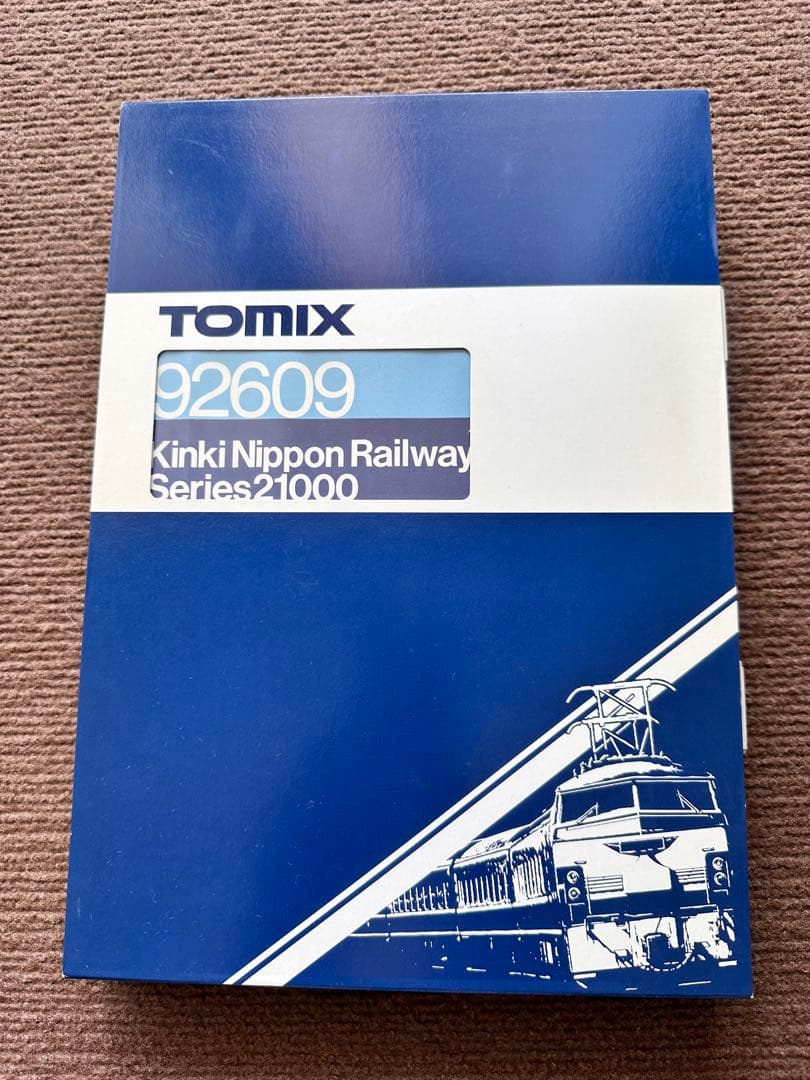 TOMIX
92609
Kinki Nippon Railway
Series21000